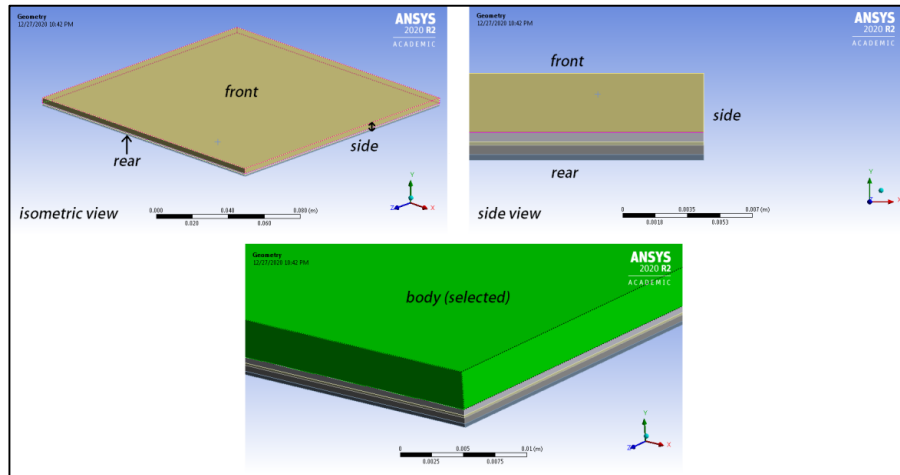 Geometry
12/27/2020 10:42 PM
ANSYS
2020 R2
ACADEMIC
front
side
rear
isometric view
0.000
0.040
0.080 (m)
0.020
0.060
Y
Z
X
Geometry
12/27/2020 10:42 PM
ANSYS
2020 R2
ACADEMIC
front
side
rear
side view
0
0.0035
0.007 (m)
0.0018
0.0053
Y
X
Geometry
12/27/2020 10:42 PM
ANSYS
2020 R2
ACADEMIC
body (selected)
0
0.005
0.01 (m)
0.0025
0.0075
Y
Z
X